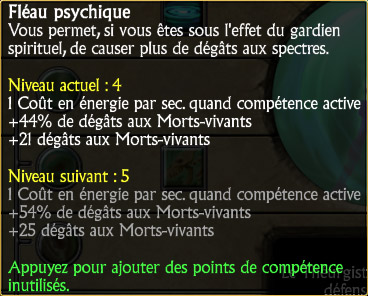 Fléau psychique
Vous permet, si vous êtes sous l'effet du gardien
spirituel, de causer plus de dégâts aux spectres.
Niveau actuel : 4
1 Coût en énergie par sec. quand compétence active
+44% de dégâts aux Morts-vivants
+21 dégâts aux Morts-vivants
Niveau suivant : 5
1 Coût en énergie par sec. quand compétence active
+54% de dégâts aux Morts-vivants
+25 dégâts aux Morts-vivants
Appuyez pour ajouter des points de compétence
inutilisés.